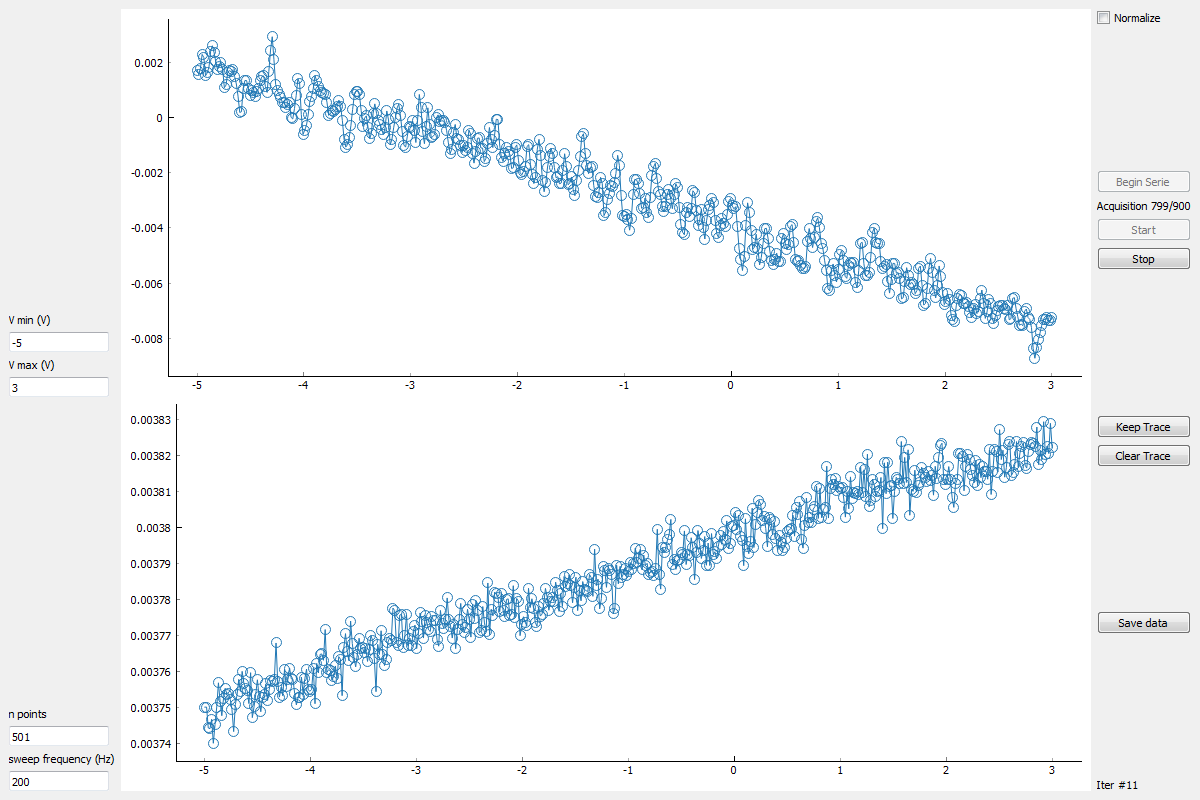 Normalize
0.002
0
-0.002
-0.004
-0.006
-0.008
-5 -4 -3 -2 -1 0 1 2 3
Begin Serie
Acquisition 799/900
Start
Stop
V min (V)
-5
V max (V)
3
0.00383
0.00382
0.00381
0.0038
0.00379
0.00378
0.00377
0.00376
0.00375
0.00374
-5 -4 -3 -2 -1 0 1 2 3
Keep Trace
Clear Trace
Save data
n points
501
sweep frequency (Hz)
200
Iter #11